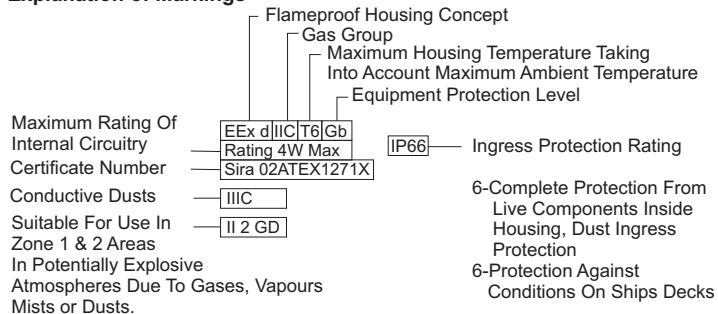 Flameproof Housing Concept
Gas Group
Maximum Housing Temperature Taking
Into Account Maximum Ambient Temperature
Equipment Protection Level
Maximum Rating Of
Internal Circuitry
EEx d IIC T6 Gb
Rating 4W Max
IP66
Ingress Protection Rating
Certificate Number
Sira 02ATEX1271X
Conductive Dusts
IIIC
Suitable For Use In
Zone 1 & 2 Areas
In Potentially Explosive
Atmospheres Due To Gases, Vapours
Mists or Dusts.
II 2 GD
6-Complete Protection From
Live Components Inside
Housing, Dust Ingress
Protection
6-Protection Against
Conditions On Ships Decks